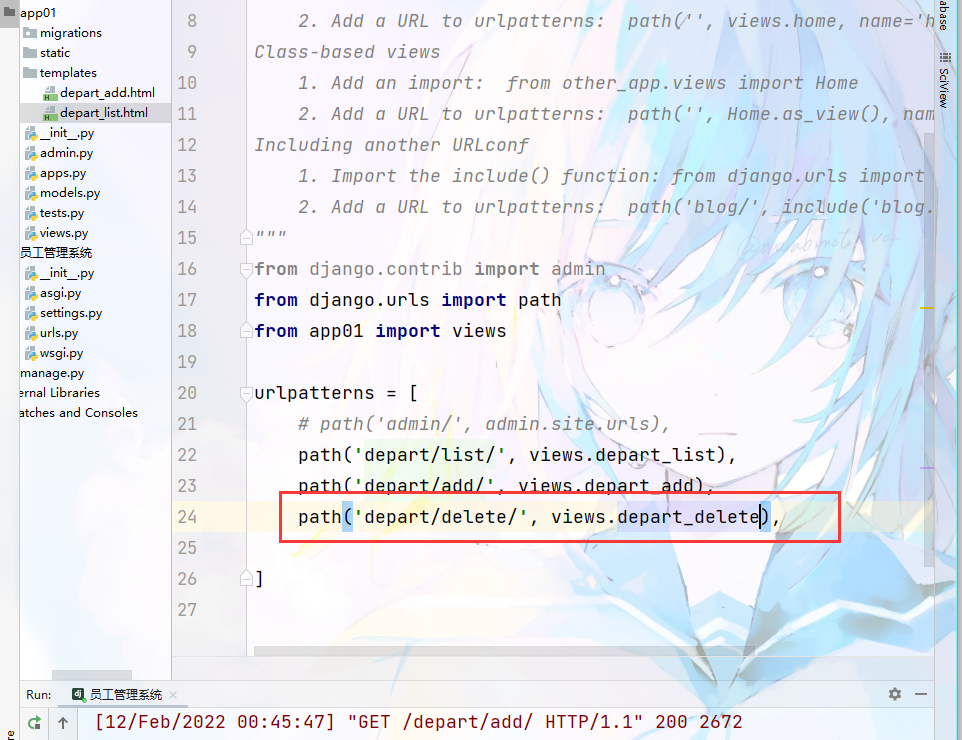 app01
migrations
static
templates
depart_add.html
depart_list.html
__init__.py
admin.py
apps.py
models.py
tests.py
views.py
员工管理系统
__init__.py
asgi.py
settings.py
urls.py
wsgi.py
manage.py
ernal Libraries
atches and Consoles
8 2. Add a URL to urlpatterns: path('', views.home, name='h
9 Class-based views
10 1. Add an import: from other_app.views import Home
11 2. Add a URL to urlpatterns: path('', Home.as_view(), nam
12 Including another URLconf
13 1. Import the include() function: from django.urls import
14 2. Add a URL to urlpatterns: path('blog/', include('blog.
15 """
16 from django.contrib import admin
17 from django.urls import path
18 from app01 import views
19
20 urlpatterns = [
21 # path('admin/', admin.site.urls),
22 path('depart/list/', views.depart_list),
23 path('depart/add/', views.depart_add),
24 path('depart/delete/', views.depart_delete),
25
26 ]
27
abase
SciView
Run: 员工管理系统
[12/Feb/2022 00:45:47] "GET /depart/add/ HTTP/1.1" 200 2672